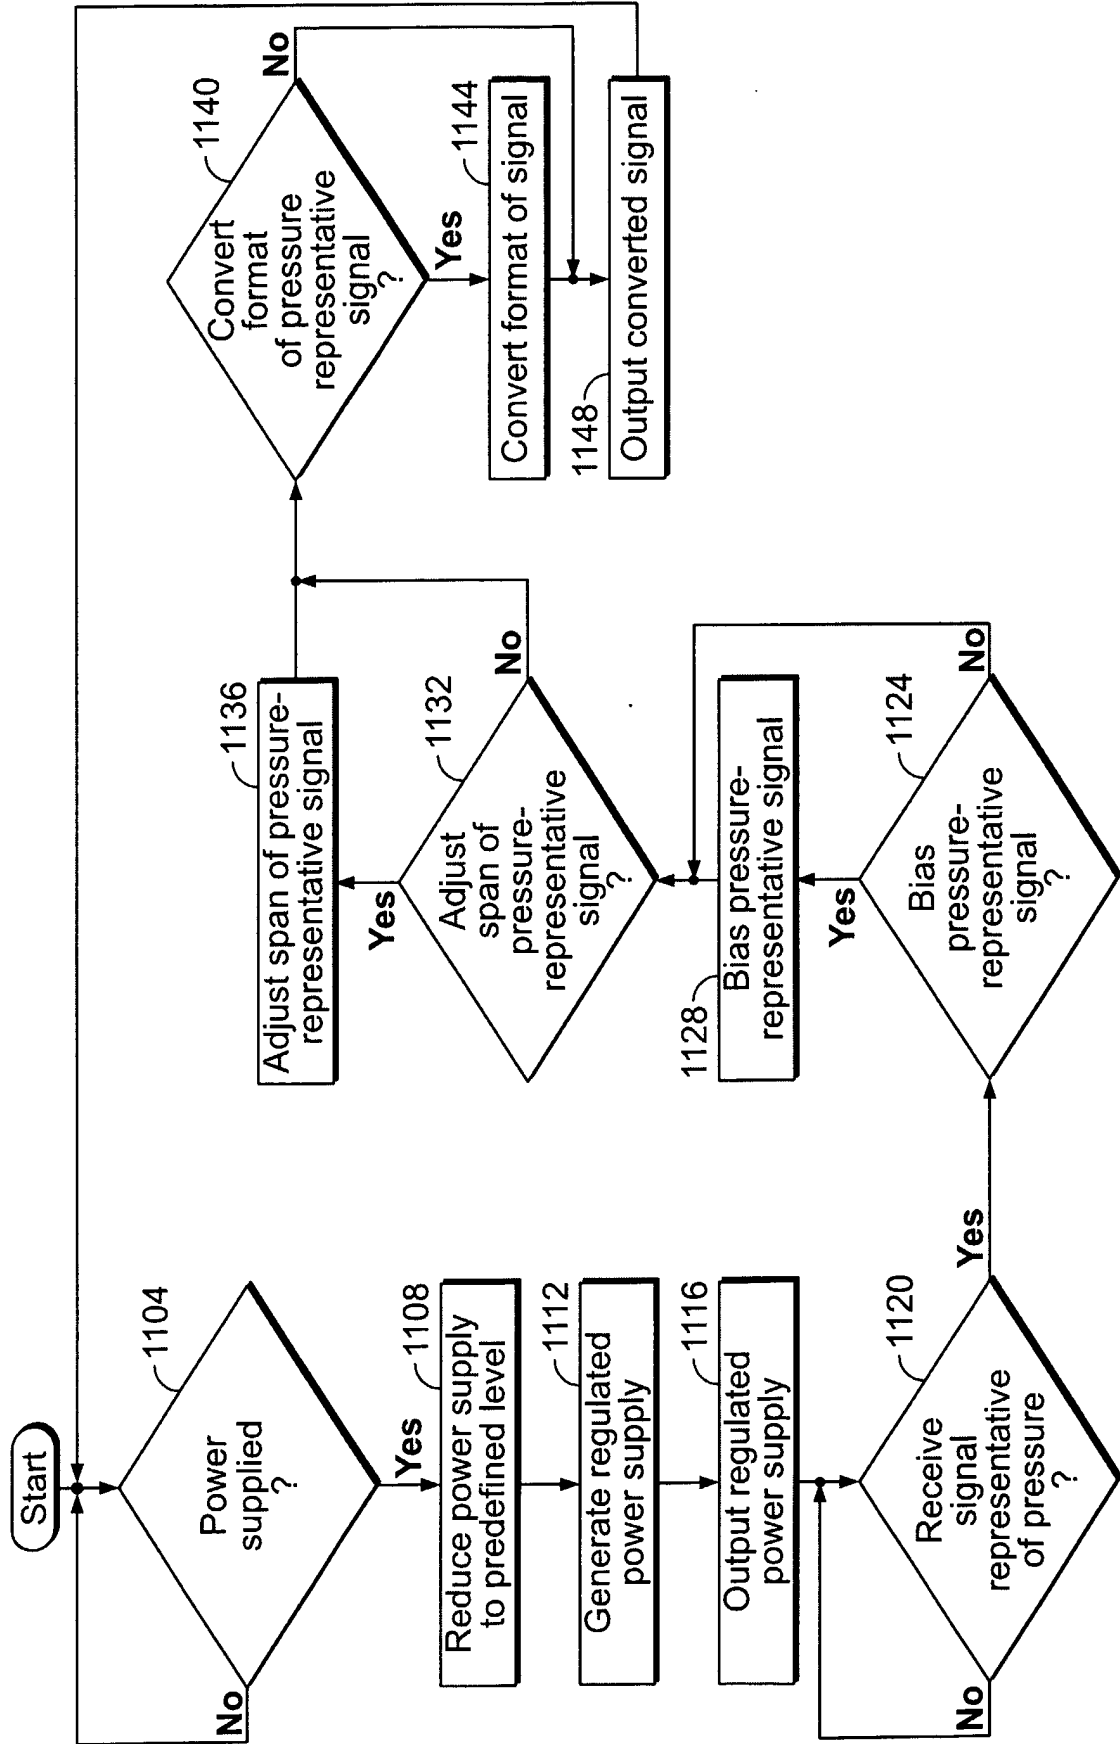 Start
1104
Power
supplied
?
No
Yes
1108
Reduce power supply
to predefined level
1112
Generate regulated
power supply
1116
Output regulated
power supply
1120
Receive
signal
representative
of pressure
?
No
Yes
1124
Bias
pressure-
representative
signal
?
No
Yes
1128
Bias pressure-
representative signal
1132
Adjust
span of
pressure-
representative
signal
?
No
Yes
1136
Adjust span of pressure-
representative signal
1140
Convert
format
of pressure
representative
signal
?
No
Yes
1144
Convert format of signal
1148
Output converted signal